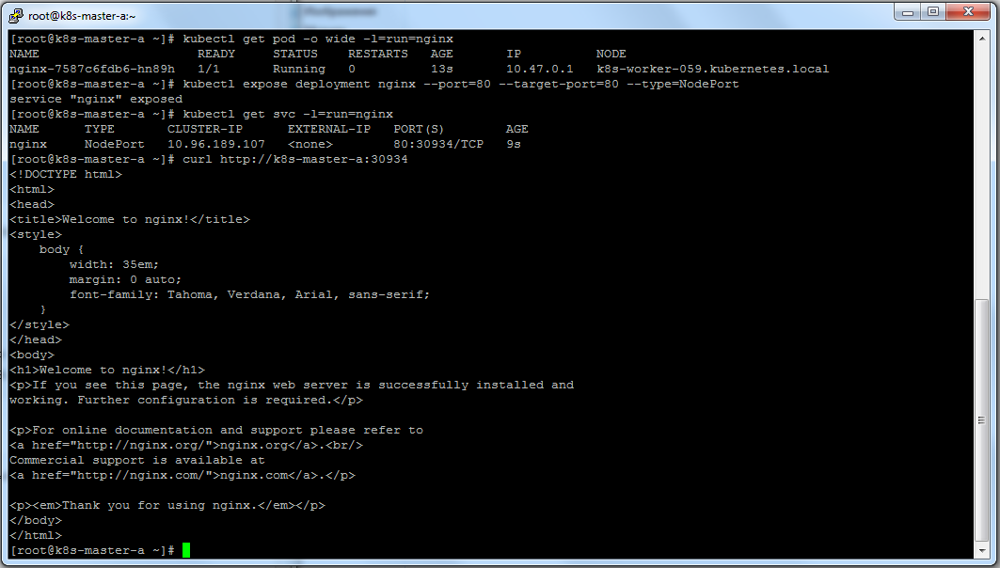 root@k8s-master-a:~
[root@k8s-master-a ~]# kubectl get pod -o wide -l=run=nginx
NAME                     READY     STATUS    RESTARTS   AGE       IP          NODE
nginx-7587c6fdb6-hn89h   1/1       Running   0          13s       10.47.0.1   k8s-worker-059.kubernetes.local
[root@k8s-master-a ~]# kubectl expose deployment nginx --port=80 --target-port=80 --type=NodePort
service "nginx" exposed
[root@k8s-master-a ~]# kubectl get svc -l=run=nginx
NAME      TYPE       CLUSTER-IP      EXTERNAL-IP   PORT(S)        AGE
nginx     NodePort   10.96.189.107   <none>        80:30934/TCP   9s
[root@k8s-master-a ~]# curl http://k8s-master-a:30934
<!DOCTYPE html>
<html>
<head>
<title>Welcome to nginx!</title>
<style>
    body {
        width: 35em;
        margin: 0 auto;
        font-family: Tahoma, Verdana, Arial, sans-serif;
    }
</style>
</head>
<body>
<h1>Welcome to nginx!</h1>
<p>If you see this page, the nginx web server is successfully installed and
working. Further configuration is required.</p>

<p>For online documentation and support please refer to
<a href="http://nginx.org/">nginx.org</a>.<br/>
Commercial support is available at
<a href="http://nginx.com/">nginx.com</a>.</p>

<p><em>Thank you for using nginx.</em></p>
</body>
</html>
[root@k8s-master-a ~]#